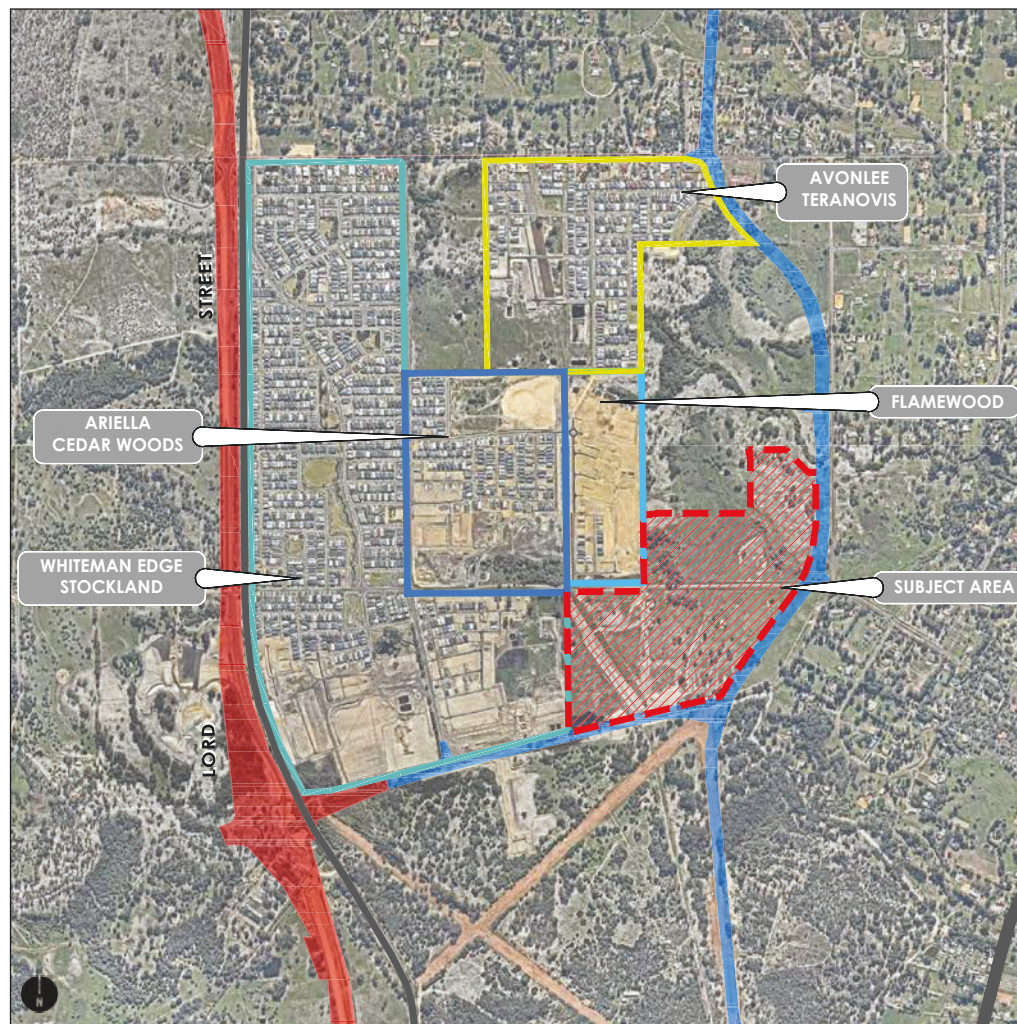 AVONLEE
TERANOVIS
STREET
FLAMEWOOD
ARIELLA
CEDAR WOODS
WHITEMAN EDGE
STOCKLAND
SUBJECT AREA
LORD
N